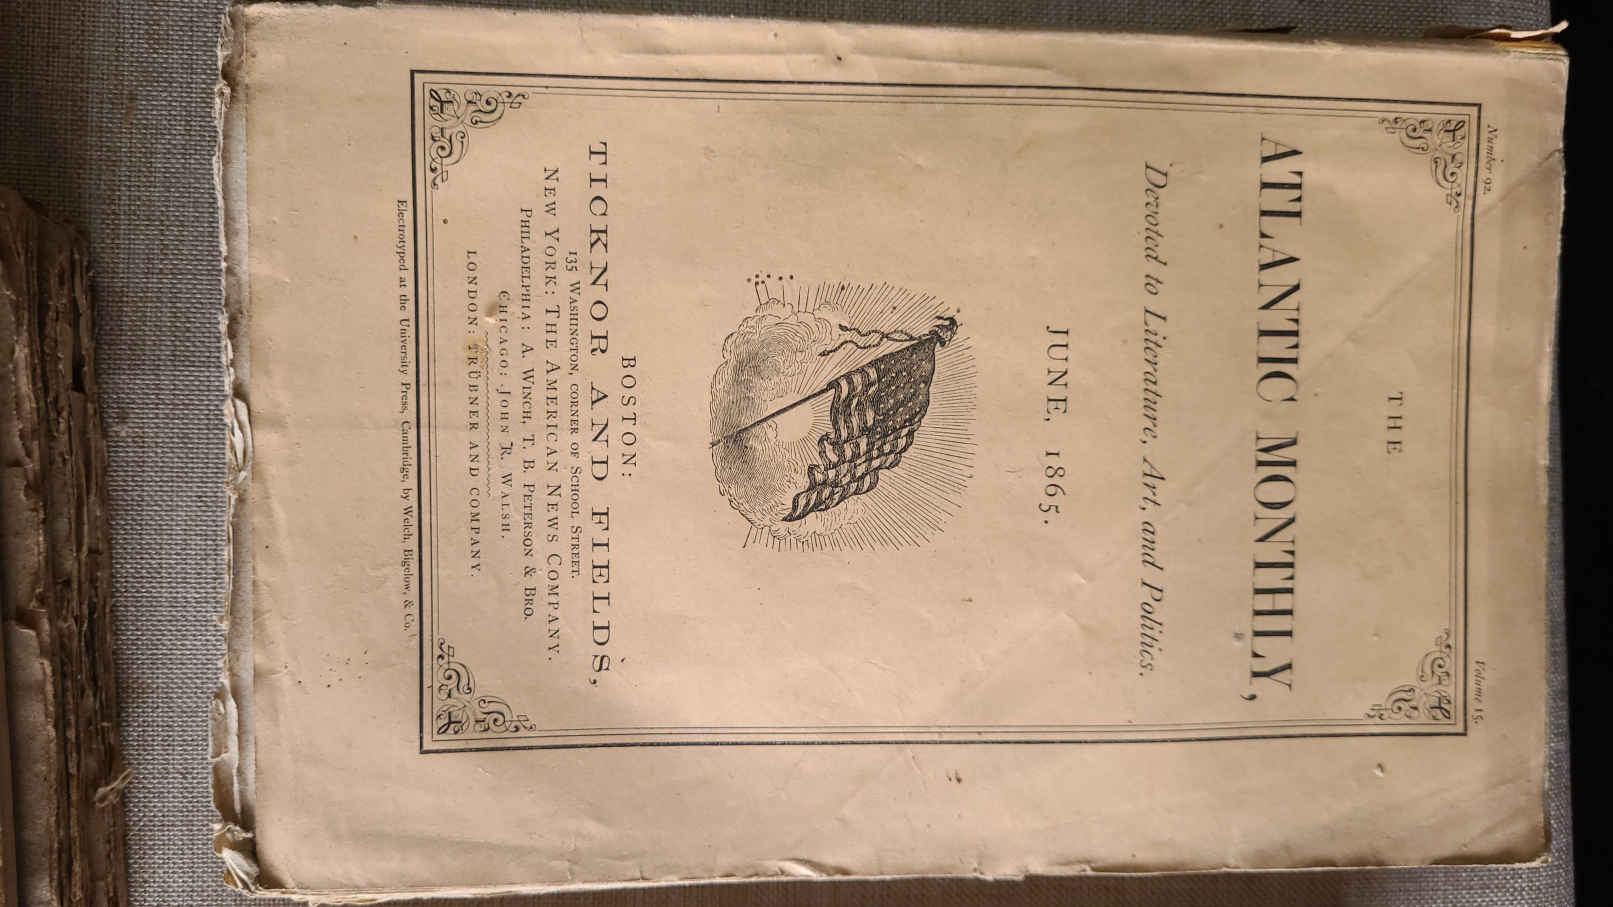 Number 92.
Volume 15.
THE
ATLANTIC MONTHLY,
Devoted to Literature, Art, and Politics.
JUNE, 1865.
BOSTON:
TICKNOR AND FIELDS,
135 WASHINGTON, CORNER OF SCHOOL STREET.
NEW YORK: THE AMERICAN NEWS COMPANY.
PHILADELPHIA: A. WINCH, T. B. PETERSON & BRO.
CHICAGO: JOHN R. WALSH.
LONDON: TRÜBNER AND COMPANY.
Electrotyped at the University Press, Cambridge, by Welch, Bigelow, & Co.